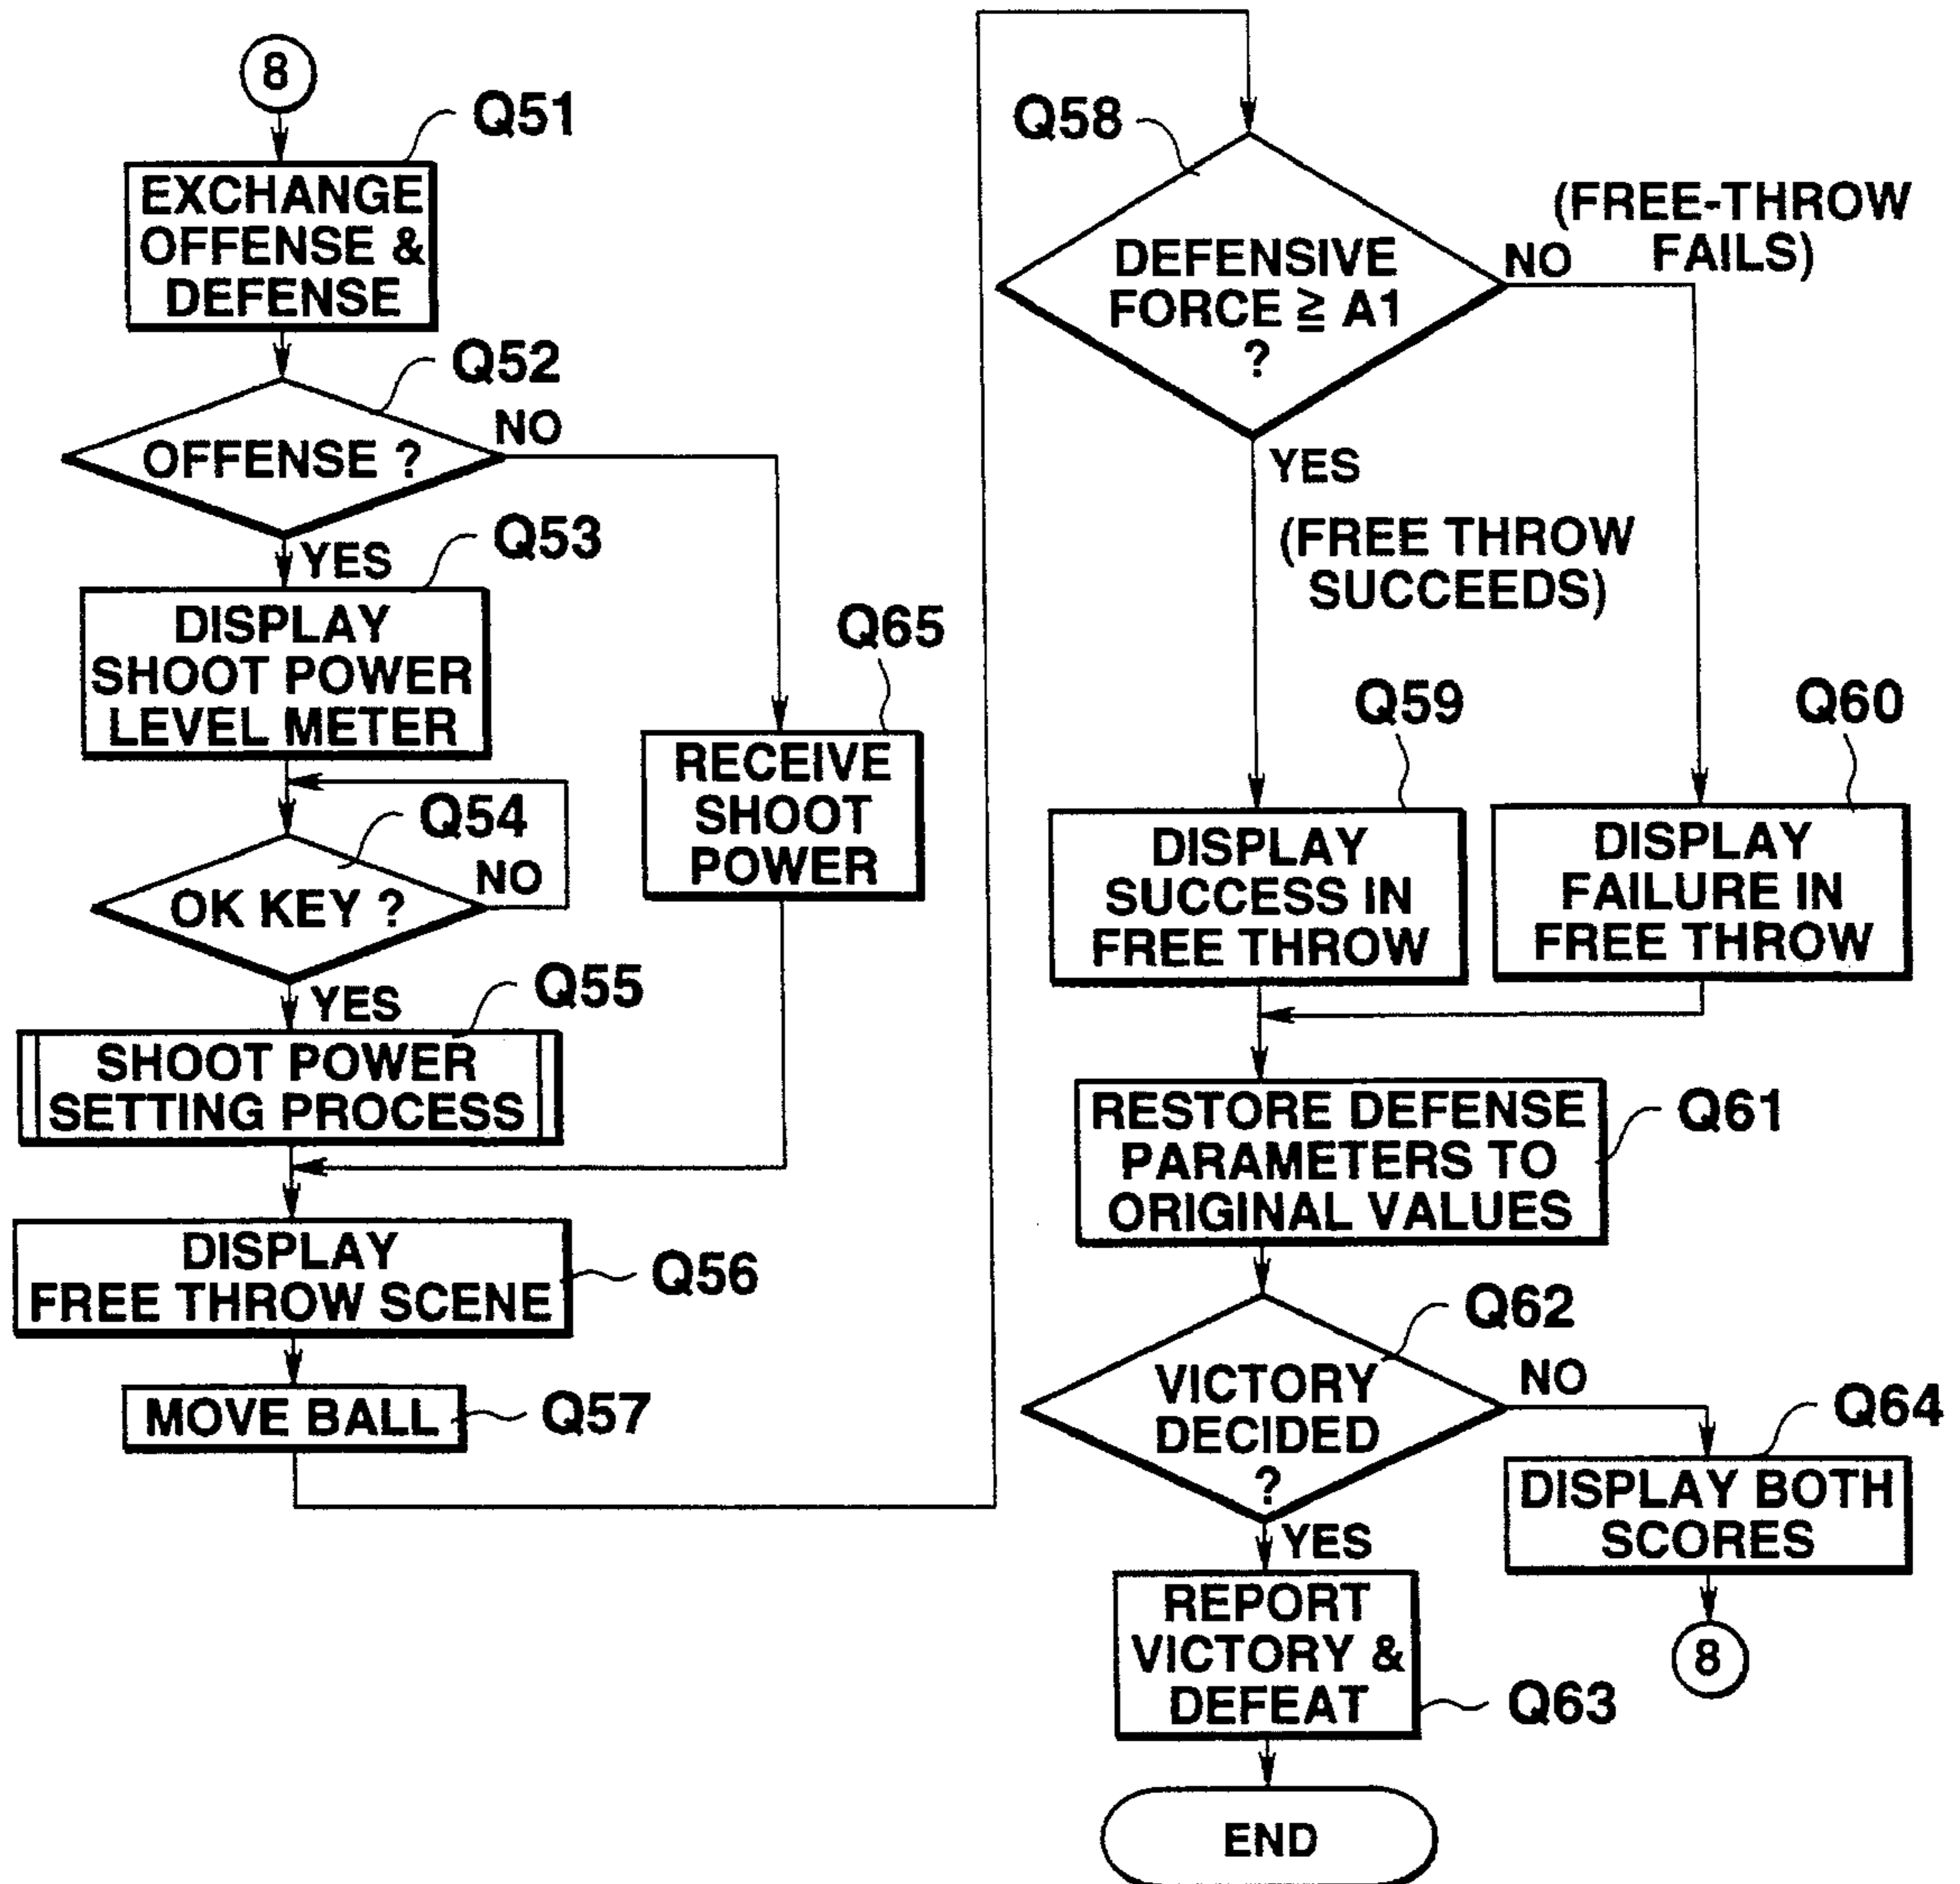 8
Q51
EXCHANGE
OFFENSE &
DEFENSE
Q52
OFFENSE ?
NO
YES
Q53
DISPLAY
SHOOT POWER
LEVEL METER
Q54
OK KEY ?
NO
YES
Q65
RECEIVE
SHOOT
POWER
Q55
SHOOT POWER
SETTING PROCESS
DISPLAY
FREE THROW SCENE
Q56
MOVE BALL
Q57
Q58
DEFENSIVE
FORCE ≧ A1
?
NO
(FREE-THROW
FAILS)
YES
(FREE THROW
SUCCEEDS)
Q59
DISPLAY
SUCCESS IN
FREE THROW
Q60
DISPLAY
FAILURE IN
FREE THROW
RESTORE DEFENSE
PARAMETERS TO
ORIGINAL VALUES
Q61
Q62
VICTORY
DECIDED
?
NO
YES
Q64
DISPLAY BOTH
SCORES
8
REPORT
VICTORY &
DEFEAT
Q63
END